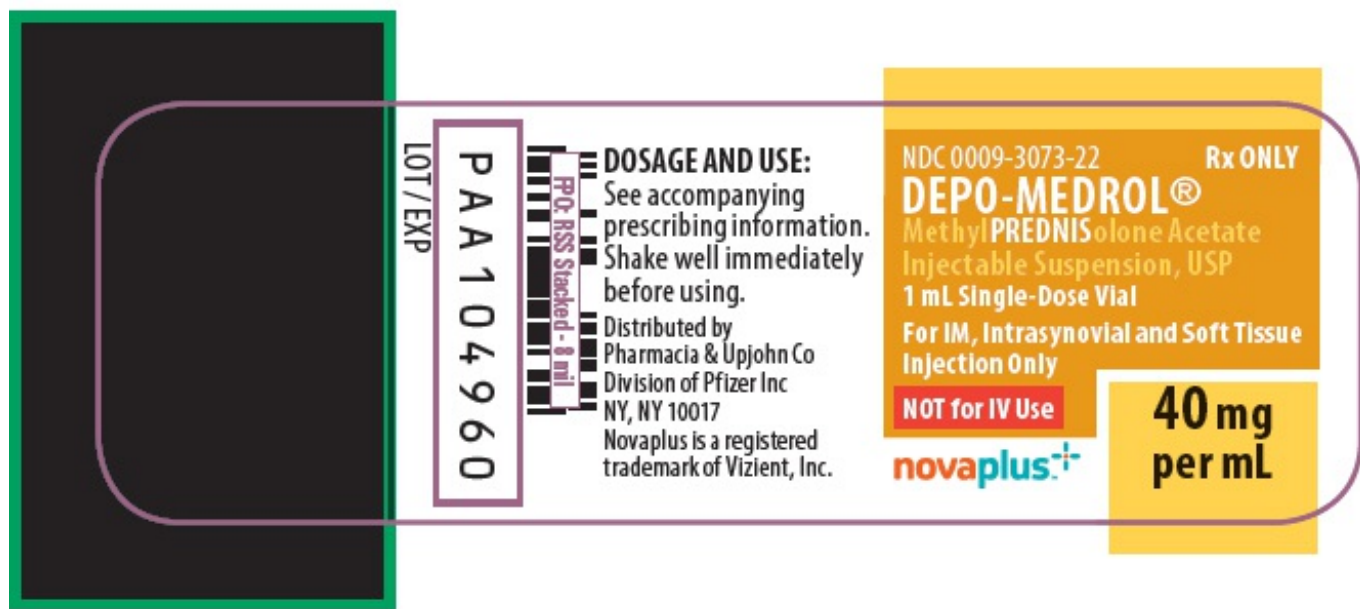 LOT / EXP
PAA104960
FPO: RSS Stacked - 8 mil
DOSAGE AND USE:
See accompanying
prescribing information.
Shake well immediately
before using.
Distributed by
Pharmacia & Upjohn Co
Division of Pfizer Inc
NY, NY 10017
Novaplus is a registered
trademark of Vizient, Inc.
NDC 0009-3073-22 Rx ONLY
DEPO-MEDROL®
MethylPREDNISolone Acetate
Injectable Suspension, USP
1 mL Single-Dose Vial
For IM, Intrasynovial and Soft Tissue
Injection Only
NOT for IV Use
novaplus™
40 mg
per mL